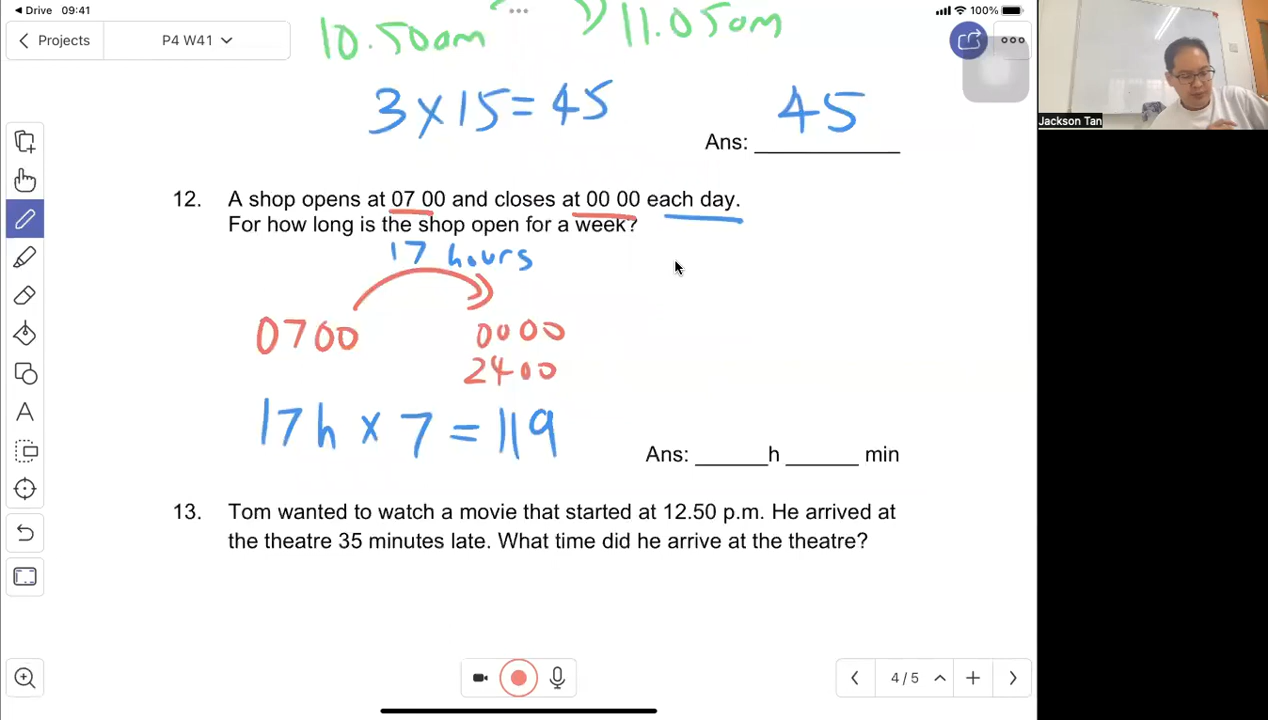 Drive 09:41 100%
Projects P4 W41
10.50am 11.05am
3 x 15 = 45
45
Ans: __________
Jackson Tan
12. A shop opens at 07 00 and closes at 00 00 each day.
For how long is the shop open for a week?
17 hours
0700 0000
2400
17h x 7 = 119
Ans: ______h ______ min
13. Tom wanted to watch a movie that started at 12.50 p.m. He arrived at
the theatre 35 minutes late. What time did he arrive at the theatre?
A
4 / 5